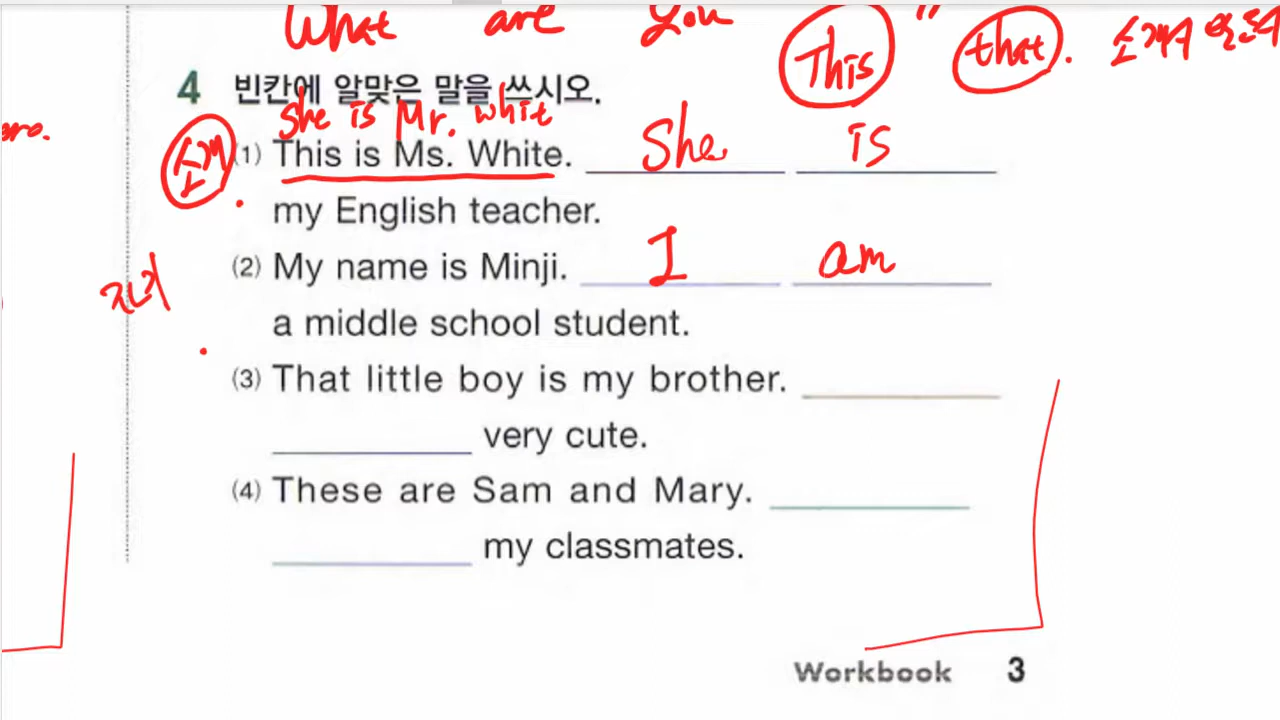 What are you This " that. 소개
4 빈칸에 알맞은 말을 쓰시오.
She is Mr. whit
소개 (1) This is Ms. White. She is
my English teacher.
(2) My name is Minji. I am
a middle school student.
(3) That little boy is my brother. 
very cute.
(4) These are Sam and Mary.
my classmates.
Workbook 3